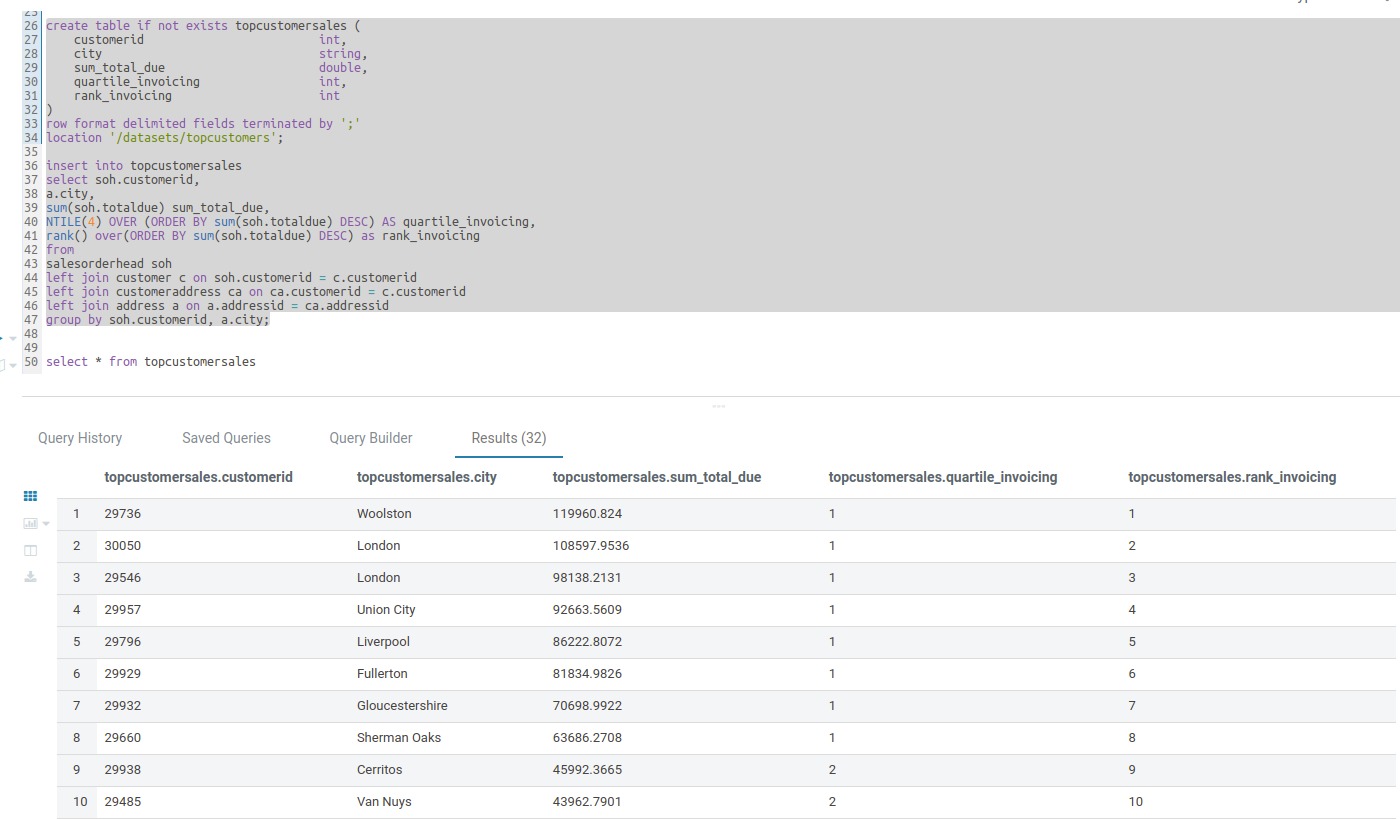 25
26 create table if not exists topcustomersales (
27     customerid                         int,
28     city                               string,
29     sum_total_due                      double,
30     quartile_invoicing                 int,
31     rank_invoicing                     int
32 )
33 row format delimited fields terminated by ';'
34 location '/datasets/topcustomers';
35
36 insert into topcustomersales
37 select soh.customerid,
38 a.city,
39 sum(soh.totaldue) sum_total_due,
40 NTILE(4) OVER (ORDER BY sum(soh.totaldue) DESC) AS quartile_invoicing,
41 rank() over(ORDER BY sum(soh.totaldue) DESC) as rank_invoicing
42 from
43 salesorderhead soh
44 left join customer c on soh.customerid = c.customerid
45 left join customeraddress ca on ca.customerid = c.customerid
46 left join address a on a.addressid = ca.addressid
47 group by soh.customerid, a.city;
48
49
50 select * from topcustomersales
Query History Saved Queries Query Builder Results (32)
topcustomersales.customerid topcustomersales.city topcustomersales.sum_total_due topcustomersales.quartile_invoicing topcustomersales.rank_invoicing
1 29736 Woolston 119960.824 1 1
2 30050 London 108597.9536 1 2
3 29546 London 98138.2131 1 3
4 29957 Union City 92663.5609 1 4
5 29796 Liverpool 86222.8072 1 5
6 29929 Fullerton 81834.9826 1 6
7 29932 Gloucestershire 70698.9922 1 7
8 29660 Sherman Oaks 63686.2708 1 8
9 29938 Cerritos 45992.3665 2 9
10 29485 Van Nuys 43962.7901 2 10